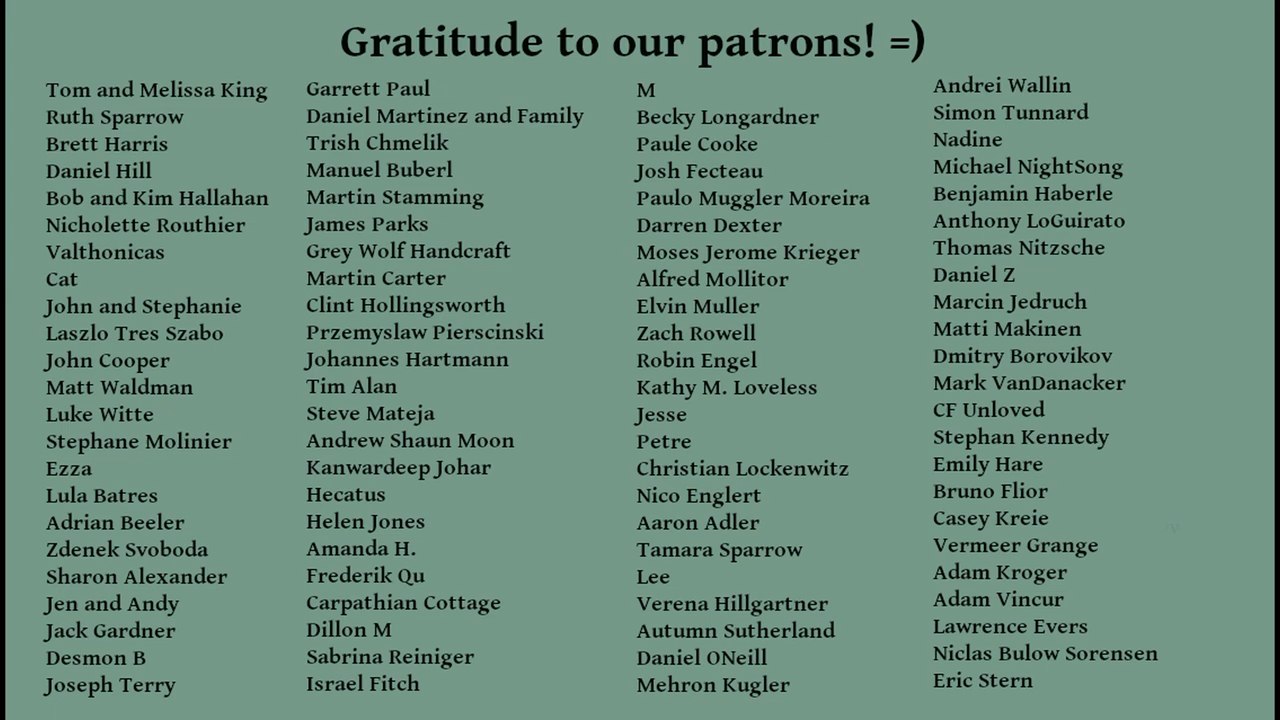 Gratitude to our patrons! =)
Tom and Melissa King
Ruth Sparrow
Brett Harris
Daniel Hill
Bob and Kim Hallahan
Nicholette Routhier
Valthonicas
Cat
John and Stephanie
Laszlo Tres Szabo
John Cooper
Matt Waldman
Luke Witte
Stephane Molinier
Ezza
Lula Batres
Adrian Beeler
Zdenek Svoboda
Sharon Alexander
Jen and Andy
Jack Gardner
Desmon B
Joseph Terry
Garrett Paul
Daniel Martinez and Family
Trish Chmelik
Manuel Buberl
Martin Stamming
James Parks
Grey Wolf Handcraft
Martin Carter
Clint Hollingsworth
Przemyslaw Pierscinski
Johannes Hartmann
Tim Alan
Steve Mateja
Andrew Shaun Moon
Kanwardeep Johar
Hecatus
Helen Jones
Amanda H.
Frederik Qu
Carpathian Cottage
Dillon M
Sabrina Reiniger
Israel Fitch
M
Becky Longardner
Paule Cooke
Josh Fecteau
Paulo Muggler Moreira
Darren Dexter
Moses Jerome Krieger
Alfred Mollitor
Elvin Muller
Zach Rowell
Robin Engel
Kathy M. Loveless
Jesse
Petre
Christian Lockenwitz
Nico Englert
Aaron Adler
Tamara Sparrow
Lee
Verena Hillgartner
Autumn Sutherland
Daniel ONeill
Mehron Kugler
Andrei Wallin
Simon Tunnard
Nadine
Michael NightSong
Benjamin Haberle
Anthony LoGuirato
Thomas Nitzsche
Daniel Z
Marcin Jedruch
Matti Makinen
Dmitry Borovikov
Mark VanDanacker
CF Unloved
Stephan Kennedy
Emily Hare
Bruno Flior
Casey Kreie
Vermeer Grange
Adam Kroger
Adam Vincur
Lawrence Evers
Niclas Bulow Sorensen
Eric Stern